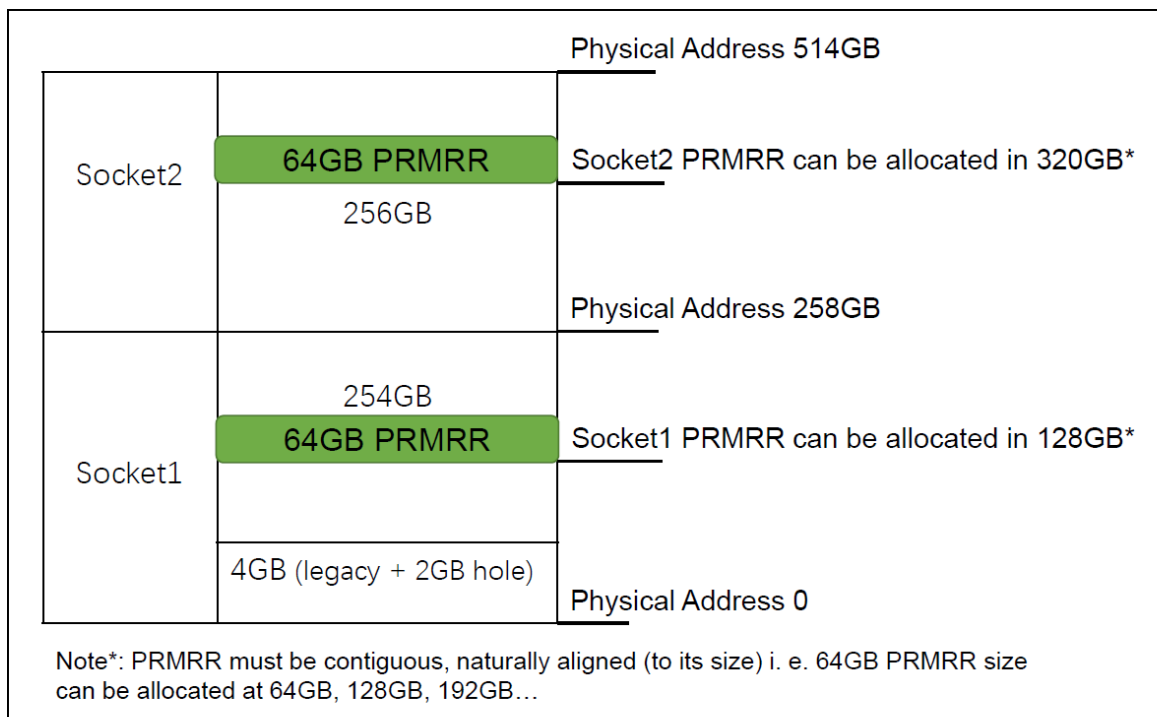 Physical Address 514GB
64GB PRMRR
Socket2 PRMRR can be allocated in 320GB*
Socket2
256GB
Physical Address 258GB
254GB
64GB PRMRR
Socket1 PRMRR can be allocated in 128GB*
Socket1
4GB (legacy + 2GB hole)
Physical Address 0
Note*: PRMRR must be contiguous, naturally aligned (to its size) i. e. 64GB PRMRR size
can be allocated at 64GB, 128GB, 192GB…